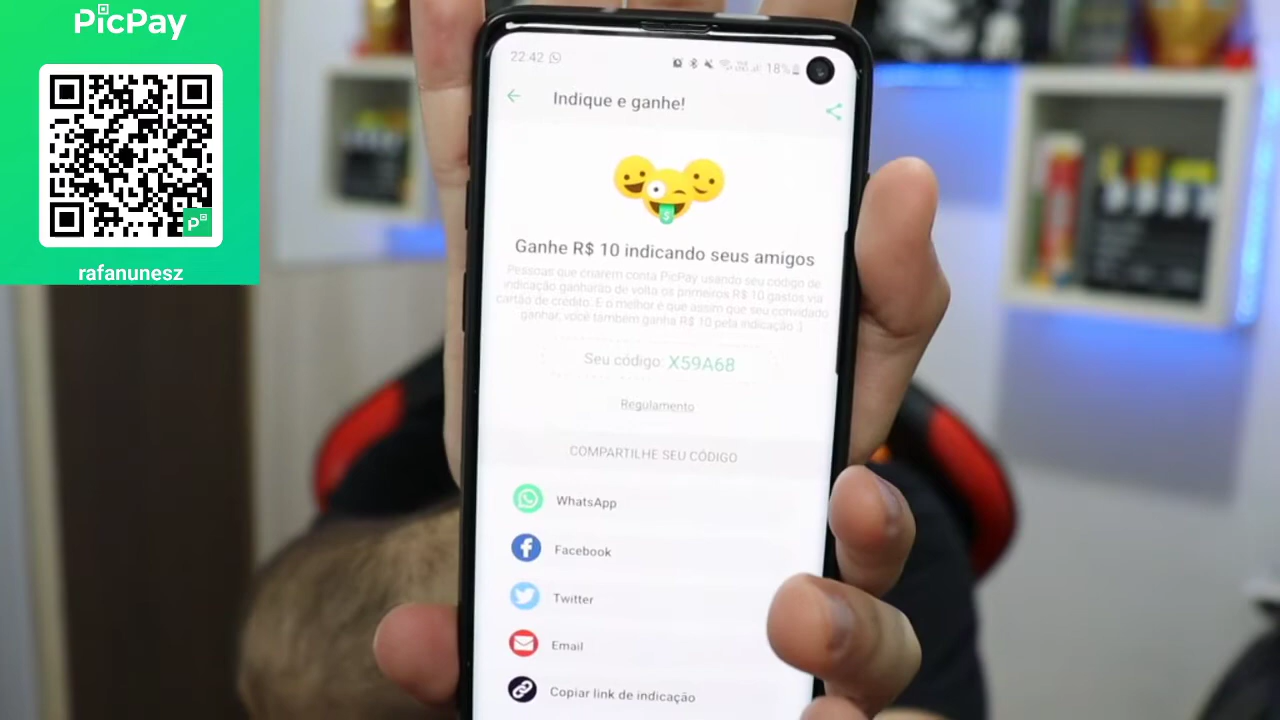 PicPay
rafanunesz
22:42 18%
Indique e ganhe!
Ganhe R$ 10 indicando seus amigos
Pessoas que criarem conta PicPay usando seu código de
indicação ganharão de volta os primeiros R$ 10 gastos via
cartão de crédito. E o melhor é que assim que seu convidado
ganhar, você também ganha R$ 10 pela indicação :)
Seu código: X59A68
Regulamento
COMPARTILHE SEU CÓDIGO
WhatsApp
Facebook
Twitter
Email
Copiar link de indicação